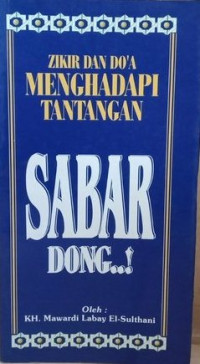 ZIKIR DAN DO'A
MENGHADAPI
TANTANGAN
SABAR
DONG..!
Oleh :
KH. Mawardi Labay El-Sulthani